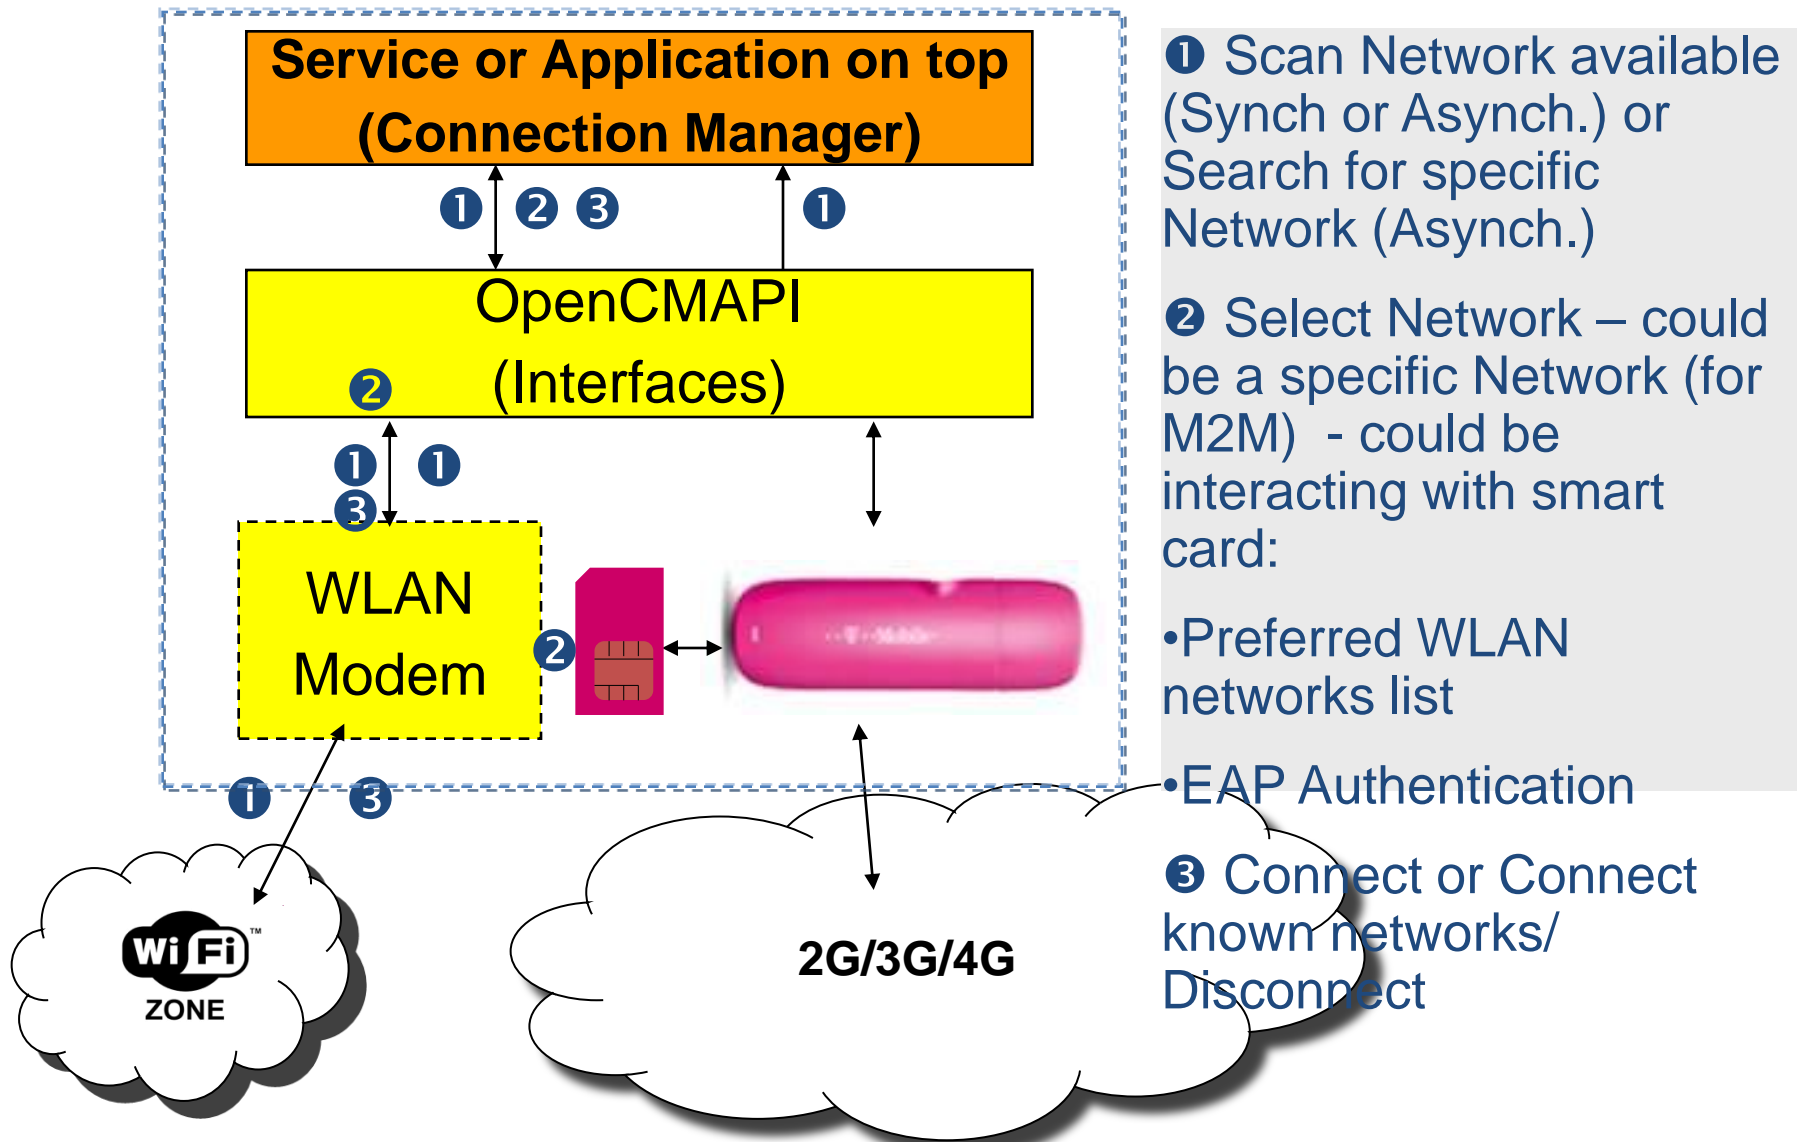 Service or Application on top
(Connection Manager)
❶ ❷ ❸ ❶
OpenCMAPI
(Interfaces)
❷
❶ ❶
❸
WLAN
Modem
❷
❶ ❸
Wi Fi™
ZONE
2G/3G/4G
❶ Scan Network available
(Synch or Asynch.) or
Search for specific
Network (Asynch.)
❷ Select Network – could
be a specific Network (for
M2M) - could be
interacting with smart
card:
•Preferred WLAN
networks list
•EAP Authentication
❸ Connect or Connect
known networks/
Disconnect